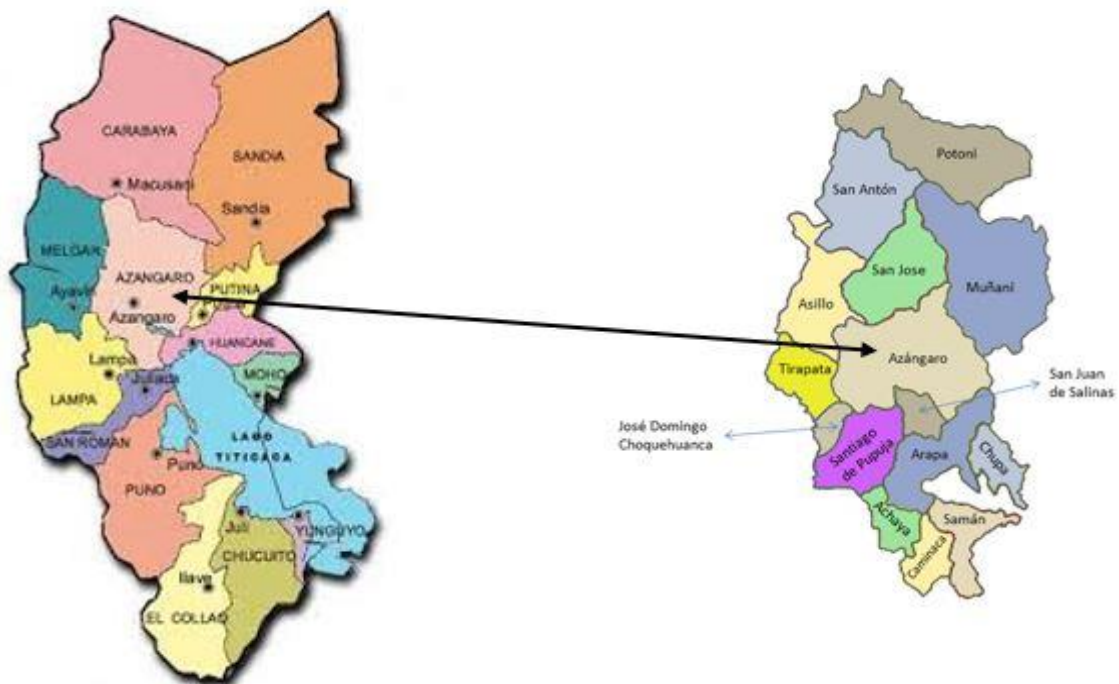 CARABAYA
Macusani
SANDIA
Sandia
MELGAR
Ayaviri
AZANGARO
Azangaro
PUTINA
HUANCANE
Lampa
LAMPA
Juliaca
MOHO
SAN ROMAN
LAGO
TITICACA
Puno
PUNO
Juli
YUNGUYO
CHUCUITO
Ilave
EL COLLAO
Potoni
San Antón
San Jose
Muñani
Asillo
Azángaro
Tirapata
San Juan
de Salinas
José Domingo
Choquehuanca
Santiago
de Pupuja
Arapa
Chupa
Achaya
Samán
Caminaca